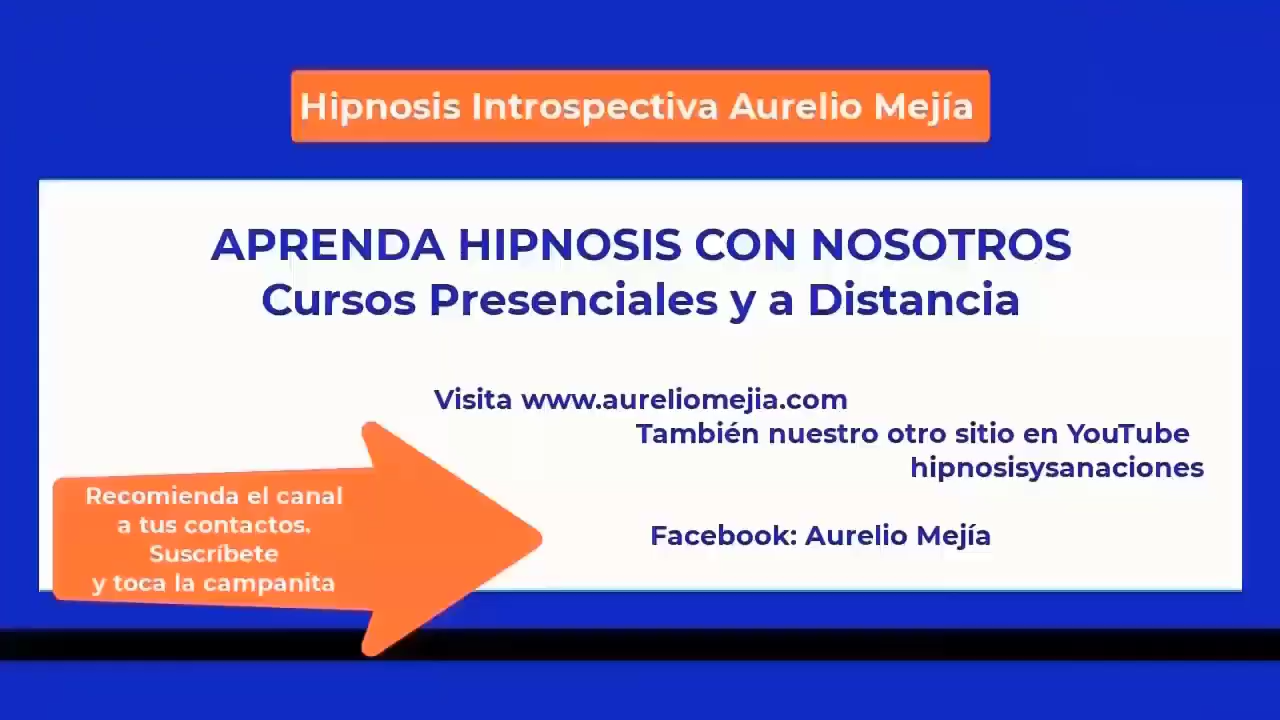 Hipnosis Introspectiva Aurelio Mejía
APRENDA HIPNOSIS CON NOSOTROS
Cursos Presenciales y a Distancia
Visita www.aureliomejia.com
También nuestro otro sitio en YouTube
hipnosisysanaciones
Facebook: Aurelio Mejía
Recomienda el canal
a tus contactos.
Suscríbete
y toca la campanita